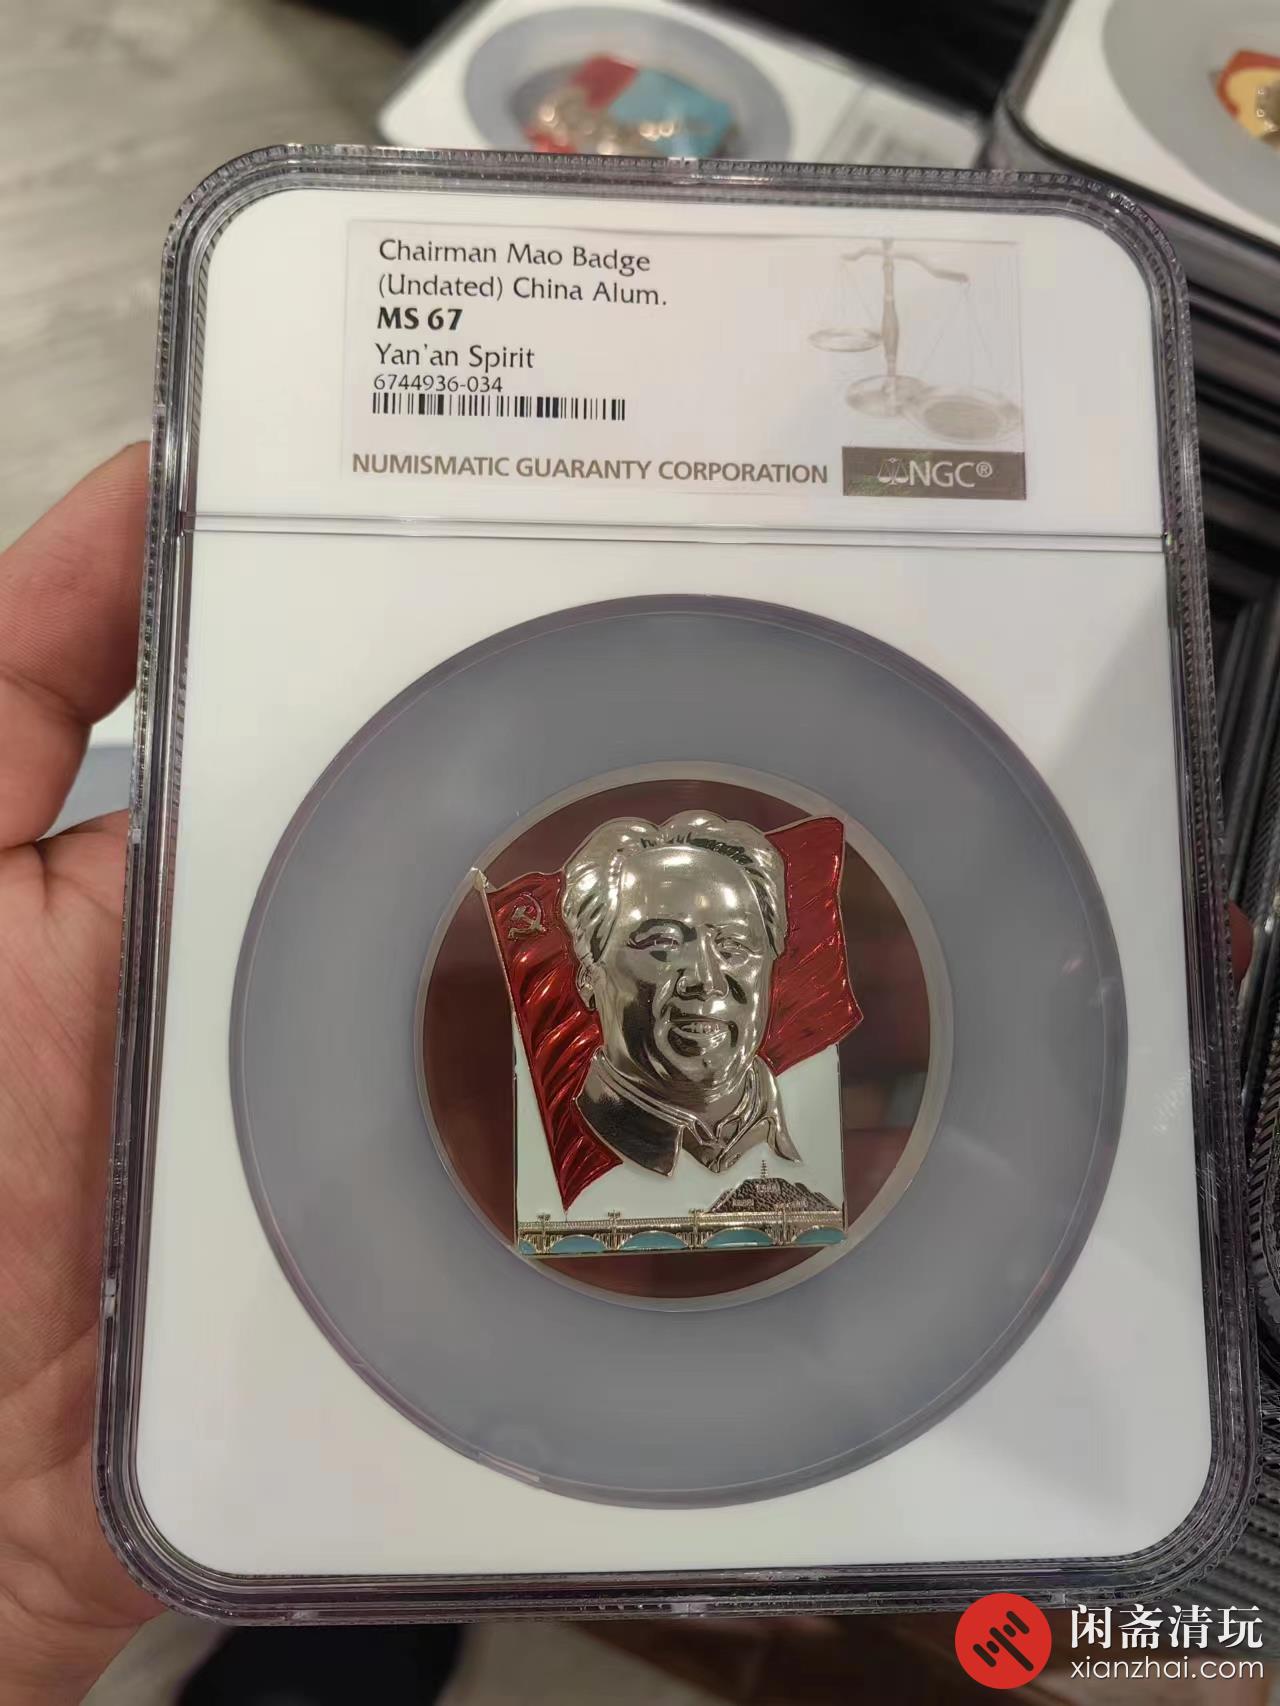 Chairman Mao Badge
(Undated) China Alum.
MS 67
Yan'an Spirit
6744936-034
NUMISMATIC GUARANTY CORPORATION
NGC®
闲斋清玩
xianzhai.com